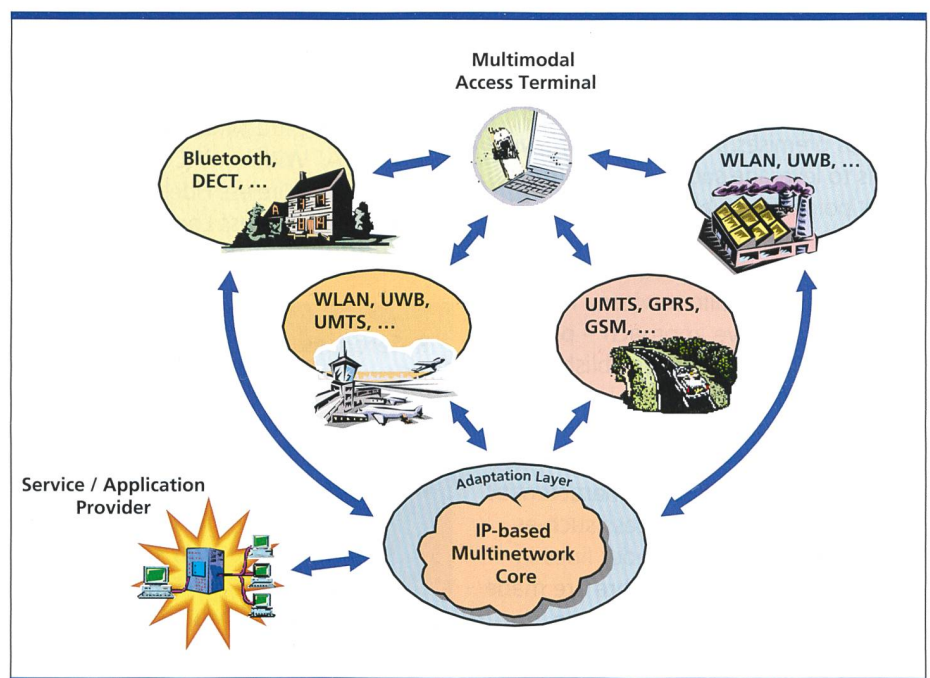 Multimodal
Access Terminal
Bluetooth,
DECT, ...
WLAN, UWB, ...
WLAN, UWB,
UMTS, ...
UMTS, GPRS,
GSM, ...
Service / Application
Provider
Adaptation Layer
IP-based
Multinetwork
Core